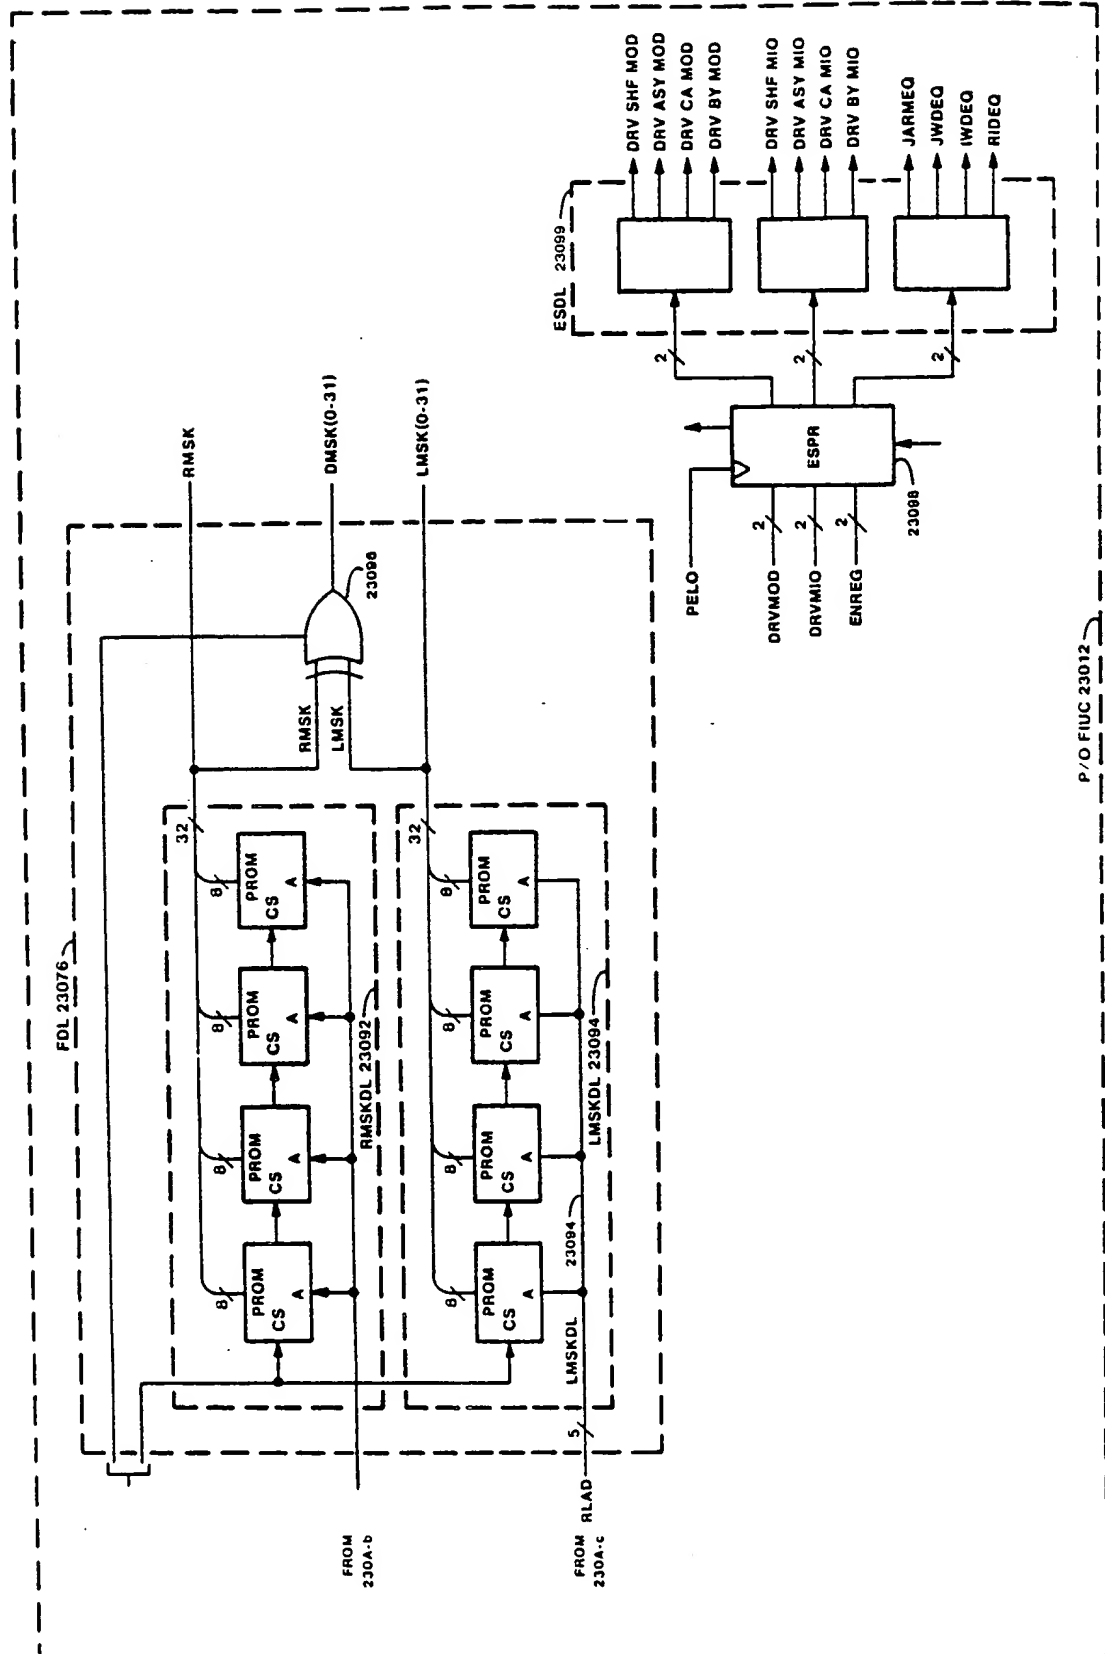 FDL 23076
32
8
PROM
CS
A
8
PROM
CS
A
8
PROM
CS
A
8
PROM
CS
A
RMSKDL 23092
32
8
PROM
CS
A
8
PROM
CS
A
8
PROM
CS
A
8
PROM
CS
A
LMSKDL
23094
LMSKDL 23094
5
FROM
230A-b
RLAD
FROM
230A-c
RMSK
LMSK
23096
RMSK
DMSK(0-31)
LMSK(0-31)
PELO
DRVMOD
DRVMIO
ENREG
2
2
2
ESPR
23098
2
2
2
ESDL 23099
DRV SHF MOD
DRV ASY MOD
DRV CA MOD
DRV BY MOD
DRV SHF MIO
DRV ASY MIO
DRV CA MIO
DRV BY MIO
JARMEQ
JWDEQ
IWDEQ
RIDEQ
P/O FIUC 23012